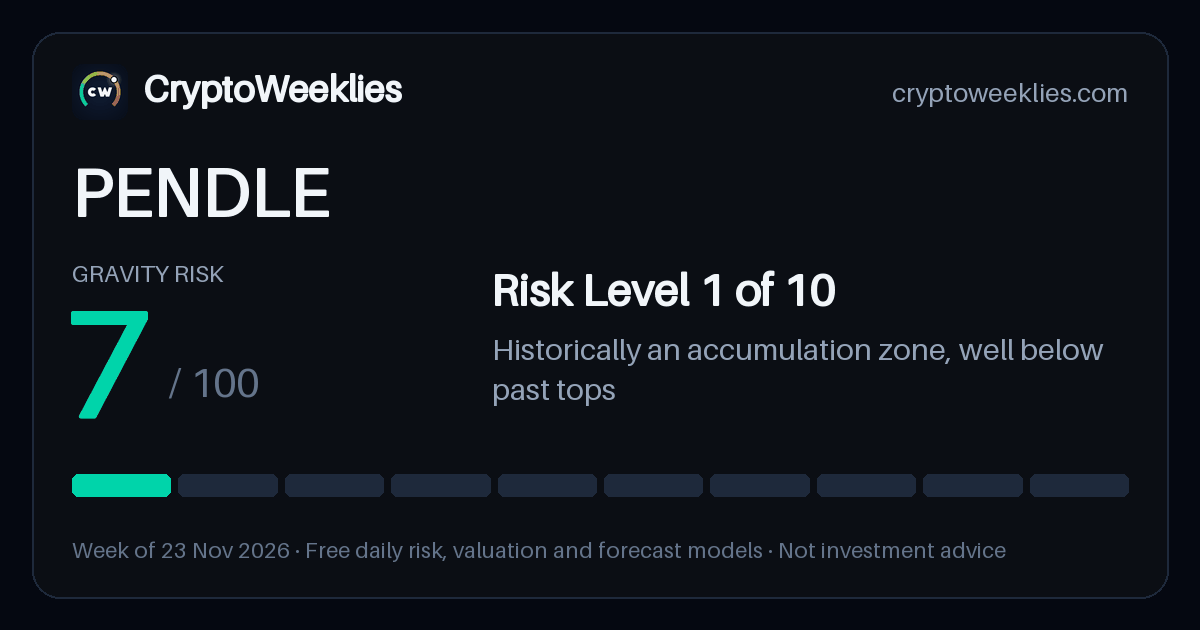 CW
CryptoWeeklies
cryptoweeklies.com
PENDLE
GRAVITY RISK
7 / 100
Risk Level 1 of 10
Historically an accumulation zone, well below
past tops
Week of 23 Nov 2026 · Free daily risk, valuation and forecast models · Not investment advice